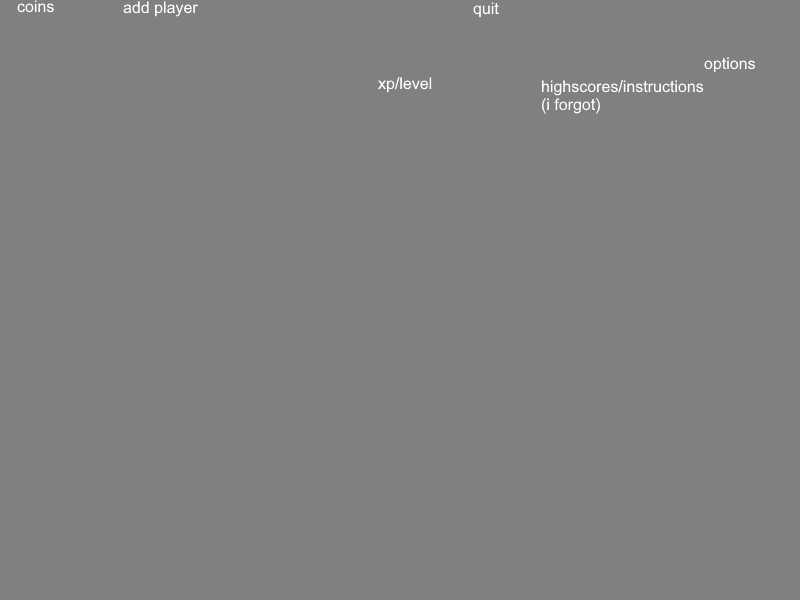 coins
add player
quit
options
xp/level
highscores/instructions
(i forgot)